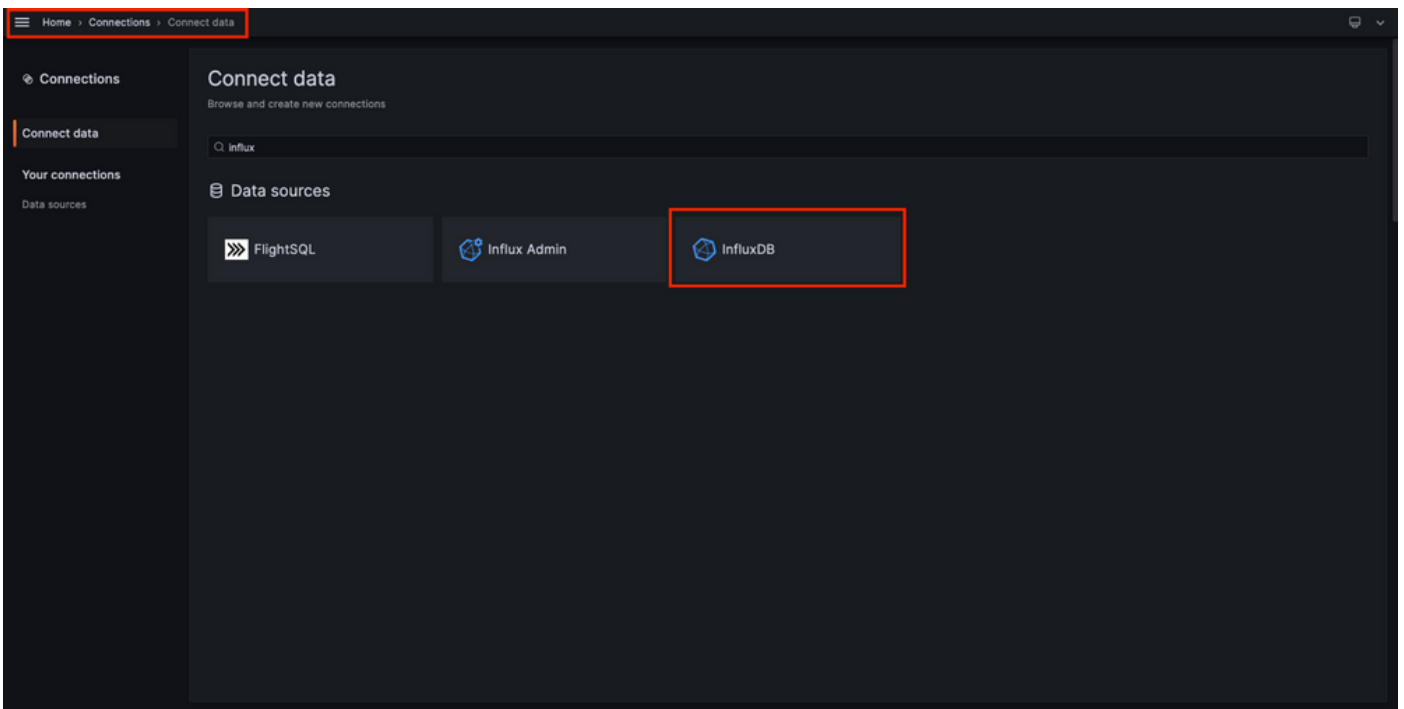 Home › Connections › Connect data
Connections
Connect data
Your connections
Data sources
Connect data
Browse and create new connections
influx
Data sources
FlightSQL
Influx Admin
InfluxDB